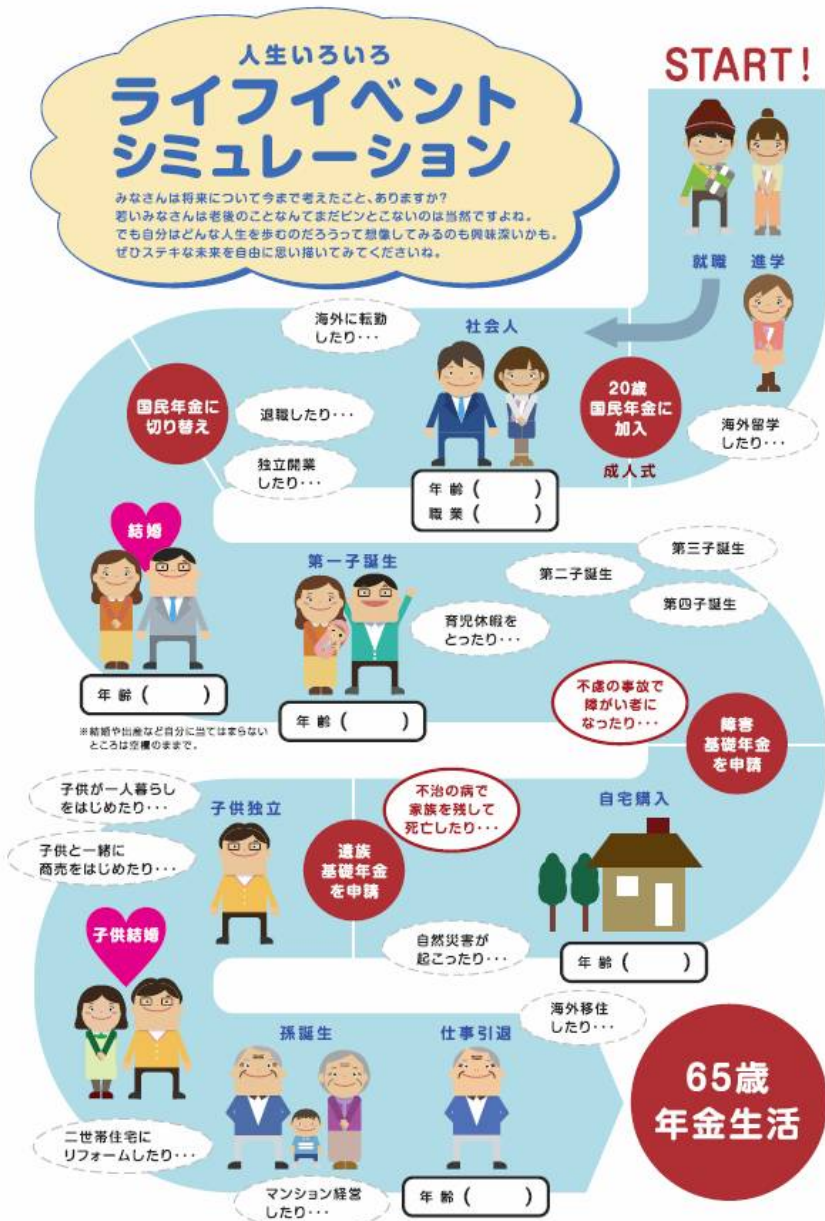 人生いろいろ
ライフイベント
シミュレーション
みなさんは将来について今まで考えたこと、ありますか?
若いみなさんは老後のことなんてまだピンとこないのは当然ですよね。
でも自分はどんな人生を歩むのだろうって想像してみるのも興味深いかも。
ぜひステキな未来を自由に思い描いてみてくださいね。
START!
就職 進学
海外留学
したり・・・
20歳
国民年金に
加入
成人式
社会人
年齢( )
職業( )
海外に転勤
したり・・・
退職したり・・・
独立開業
したり・・・
国民年金に
切り替え
結婚
年齢( )
※結婚や出産など自分に当てはまらない
ところは空欄のままで。
第一子誕生
年齢( )
育児休暇を
とったり・・・
第二子誕生
第三子誕生
第四子誕生
不慮の事故で
障がい者に
なったり・・・
障害
基礎年金
を申請
自宅購入
年齢( )
自然災害が
起こったり・・・
不治の病で
家族を残して
死亡したり・・・
遺族
基礎年金
を申請
子供独立
子供が一人暮らし
をはじめたり・・・
子供と一緒に
商売をはじめたり・・・
子供結婚
二世帯住宅に
リフォームしたり・・・
孫誕生
マンション経営
したり・・・
仕事引退
年齢( )
海外移住
したり・・・
65歳
年金生活